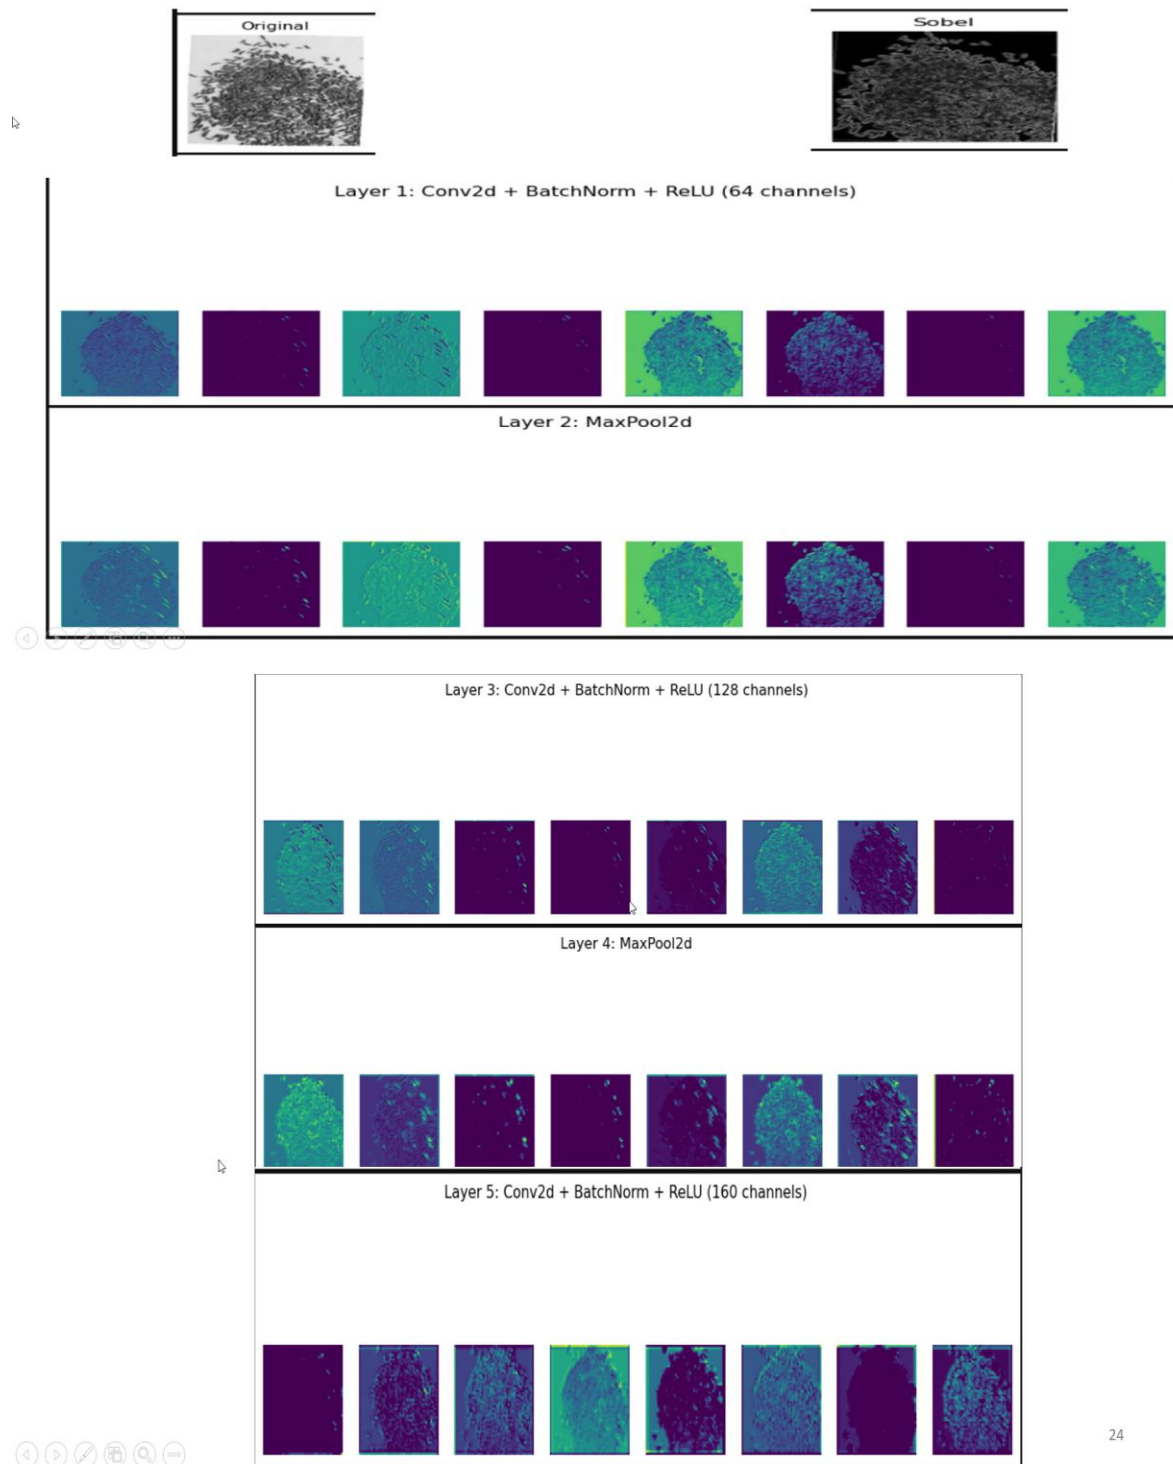 Original
Sobel
Layer 1: Conv2d + BatchNorm + ReLU (64 channels)
Layer 2: MaxPool2d
Layer 3: Conv2d + BatchNorm + ReLU (128 channels)
Layer 4: MaxPool2d
Layer 5: Conv2d + BatchNorm + ReLU (160 channels)
24